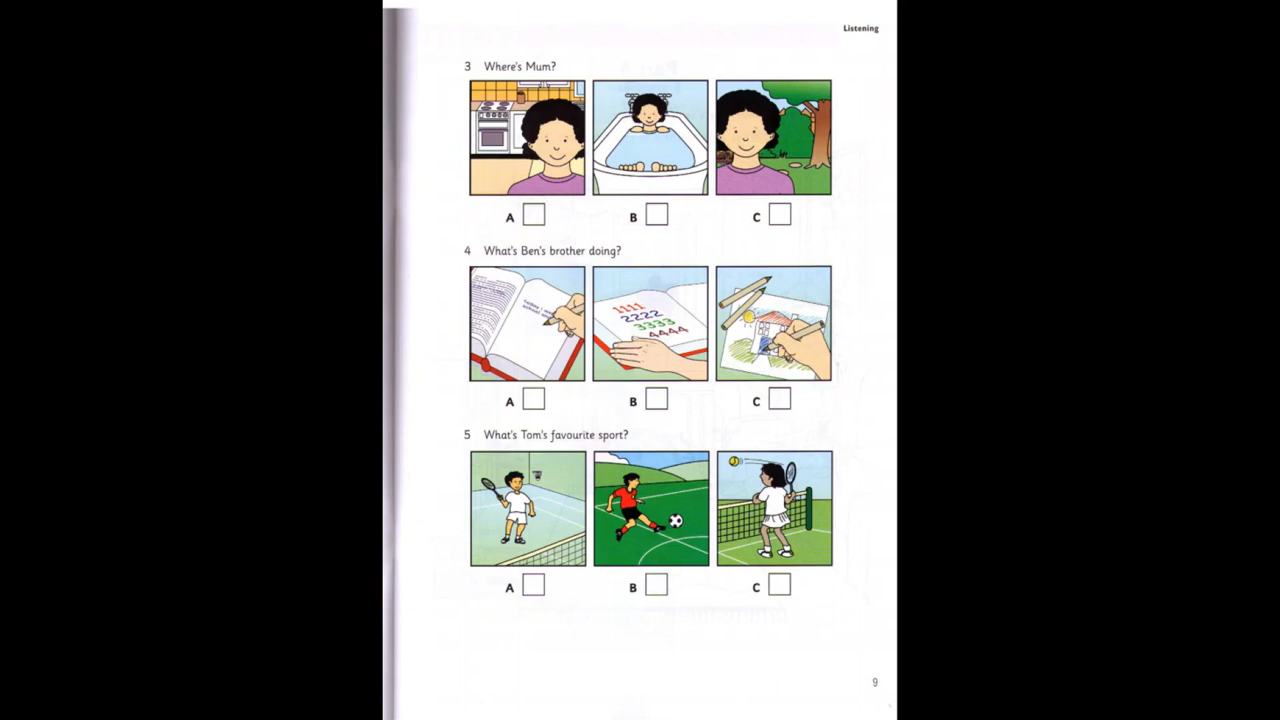 Listening
3 Where's Mum?
A
B
C
4 What's Ben's brother doing?
1111
2222
3333
4444
A
B
C
5 What's Tom's favourite sport?
A
B
C
9